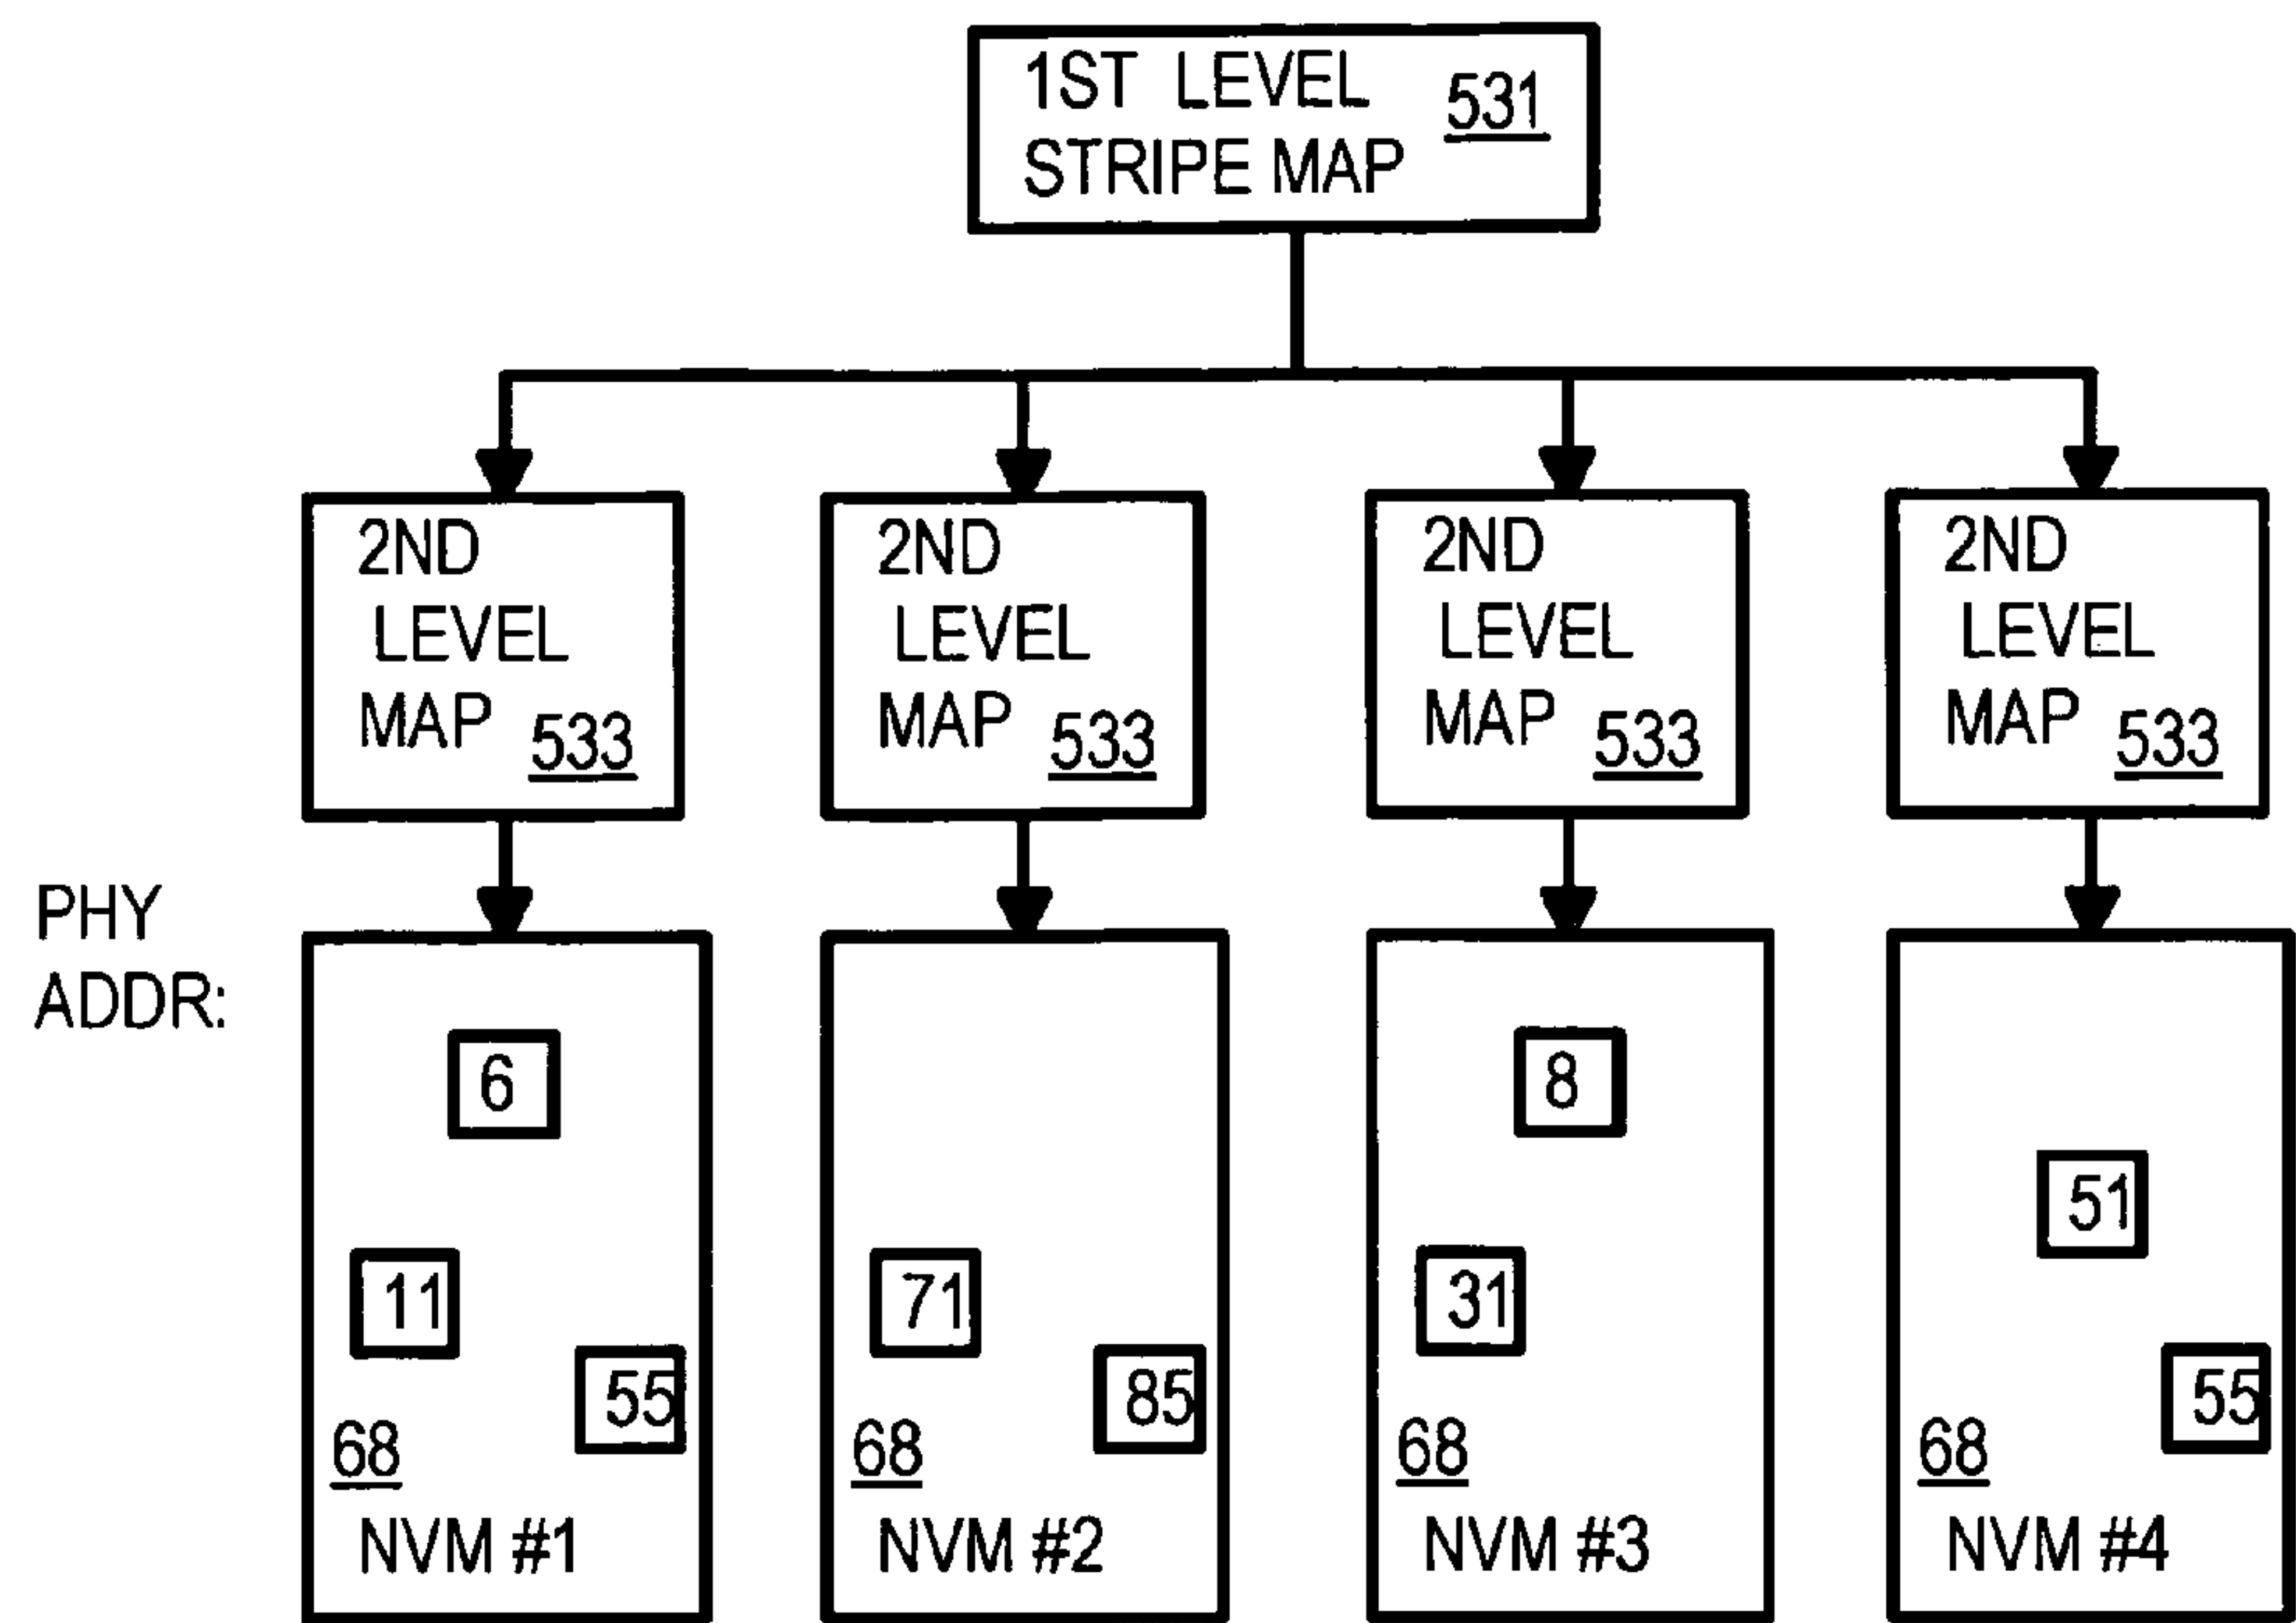 1ST LEVEL
STRIPE MAP 531
2ND
LEVEL
MAP 533
2ND
LEVEL
MAP 533
2ND
LEVEL
MAP 533
2ND
LEVEL
MAP 533
PHY
ADDR:
6
11
55
68
NVM #1
71
85
68
NVM #2
8
31
68
NVM #3
51
55
68
NVM #4